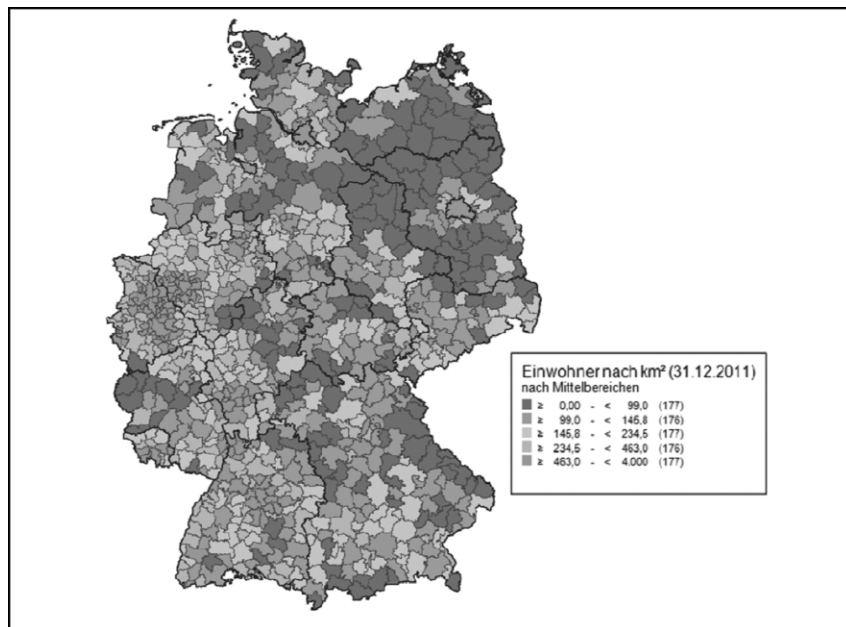 Einwohner nach km² (31.12.2011)
nach Mittelbereichen
≥ 0,00 - < 99,0 (177)
≥ 99,0 - < 145,8 (176)
≥ 145,8 - < 234,5 (177)
≥ 234,5 - < 463,0 (176)
≥ 463,0 - < 4.000 (177)